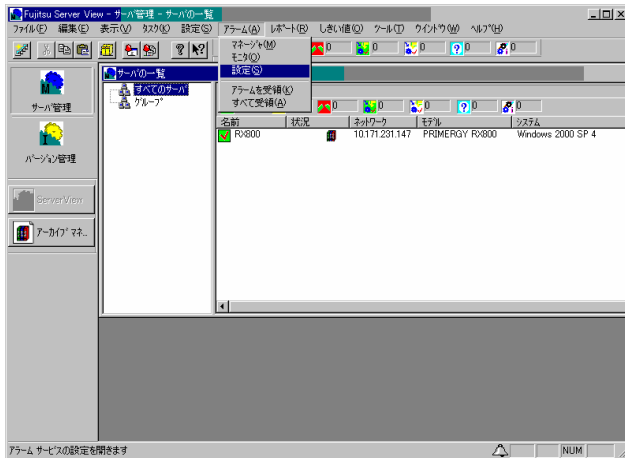 Fujitsu Server View - サーバ管理 - サーバの一覧
ファイル(F) 編集(E) 表示(V) タスク(K) 設定(S) アラーム(A) レポート(R) しきい値(O) ツール(T) ウインドウ(W) ヘルプ(H)
マネージャ(M)
モニタ(O)
設定(S)
アラームを受領(K)
すべて受領(A)
0 0 0 0 0
サーバの一覧
すべてのサーバ
グループ
0 0 0 0 0
名前 状況 ネットワーク モデル システム
RX800 10.171.231.147 PRIMERGY RX800 Windows 2000 SP 4
サーバ管理
バージョン管理
ServerView
アーカイブ マネ...
アラーム サービスの設定を開きます NUM